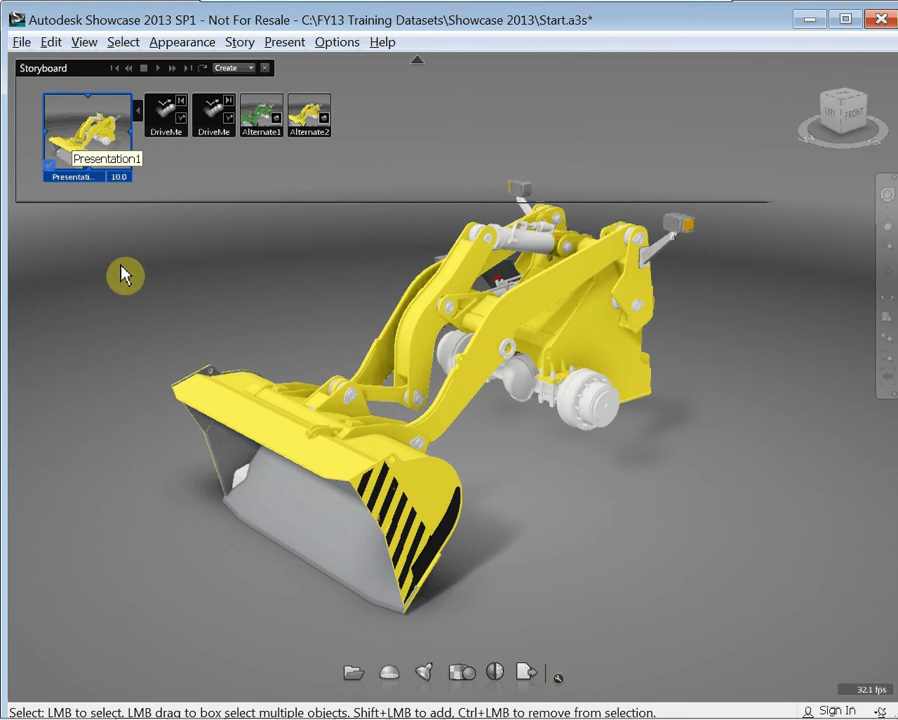 Autodesk Showcase 2013 SP1 - Not For Resale - C:\FY13 Training Datasets\Showcase 2013\Start.a3s*
File Edit View Select Appearance Story Present Options Help
Storyboard Create
DriveMe DriveMe Alternate1 Alternate2
Presentation1
Presentati... 10.0
LEFT FRONT
32.1 fps
Select: LMB to select. LMB drag to box select multiple objects. Shift+LMB to add. Ctrl+LMB to remove from selection. Sign In